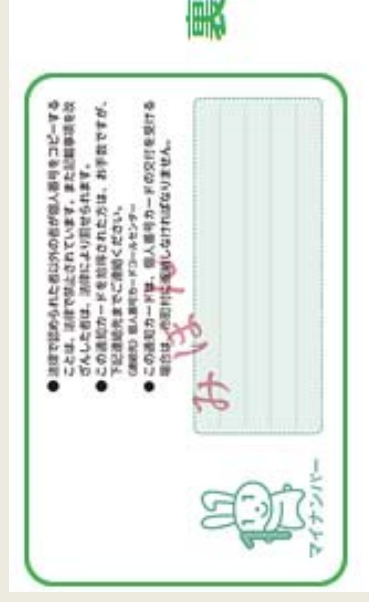 裏
● 法律で認められた者以外の者が個人番号をコピーする
ことは、法律で禁止されています。また記載事項を改
ざんした者は、法律により罰せられます。
● この通知カードを拾得された方は、お手数ですが、
下記連絡先までご連絡ください。
(連絡先) 個人番号カードコールセンター
● この通知カードは、個人番号カードの交付を受ける
場合は、市町村に返納しなければなりません。
みほん
マイナンバー